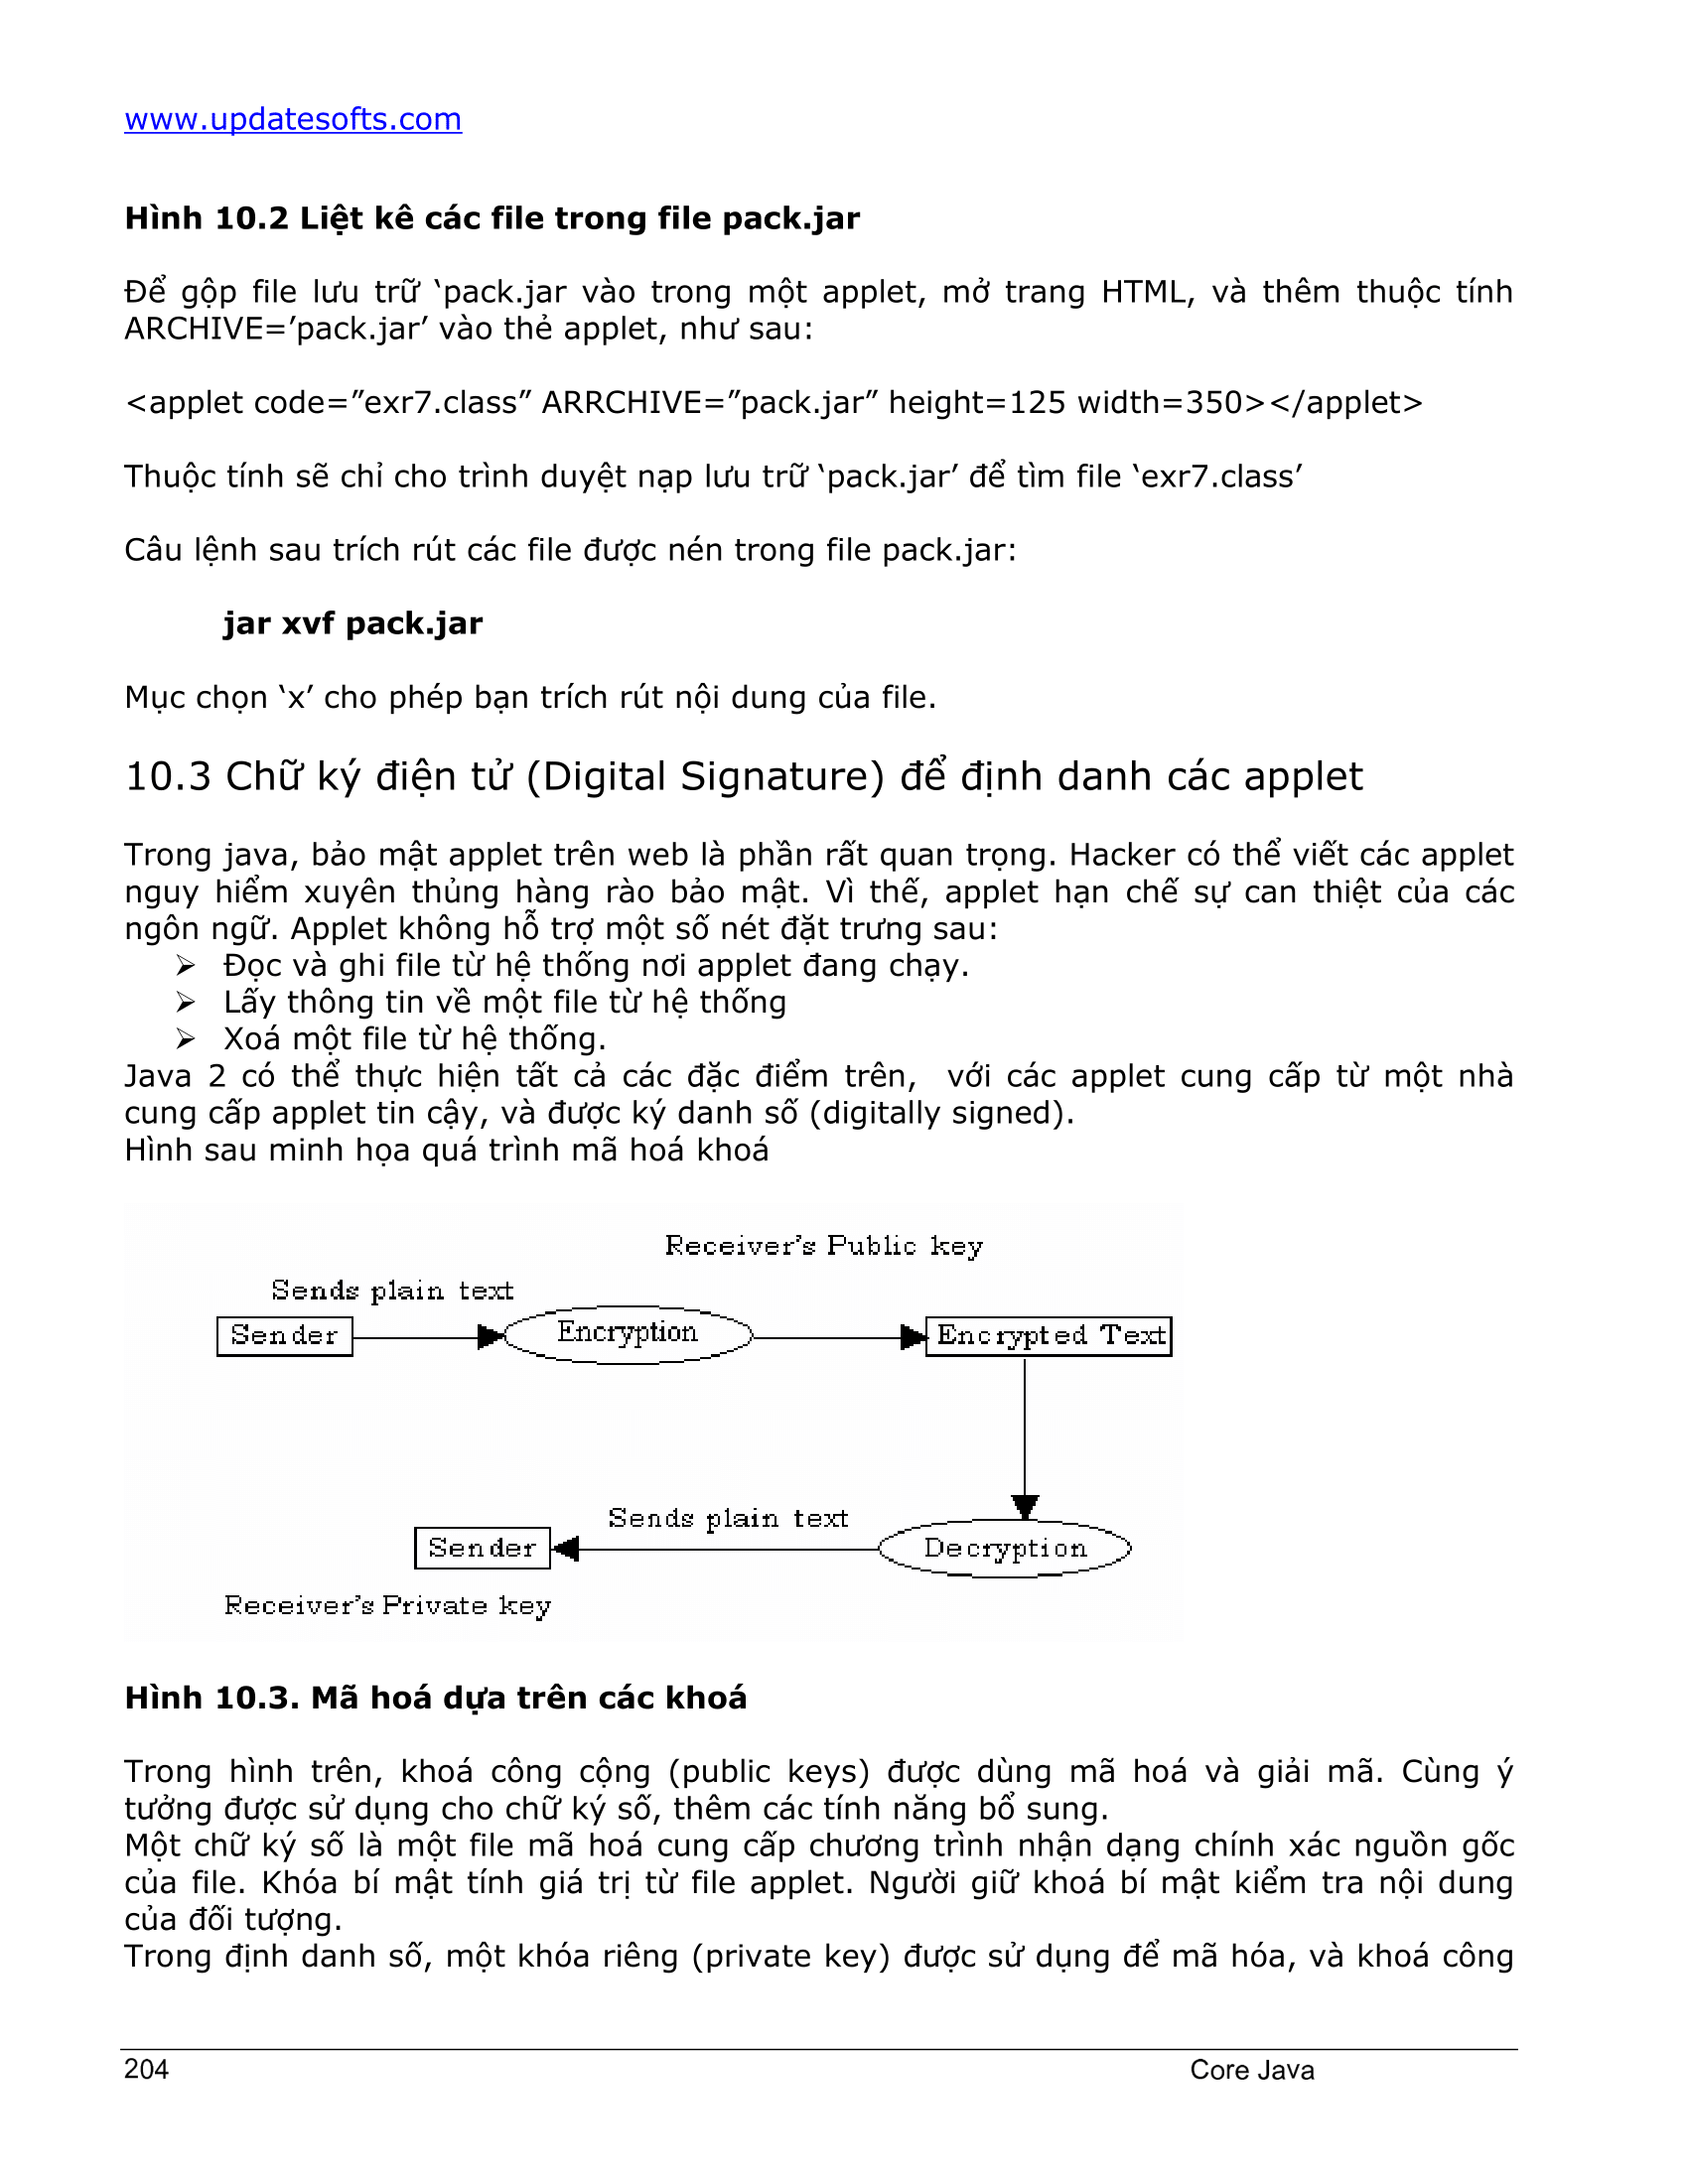 www.updatesofts.com
Hình 10.2 Liệt kê các file trong file pack.jar
Để gộp file lưu trữ ‘pack.jar vào trong một applet, mở trang HTML, và thêm thuộc tính
ARCHIVE=’pack.jar’ vào thẻ applet, như sau:
<applet code=”exr7.class” ARRCHIVE=”pack.jar” height=125 width=350></applet>
Thuộc tính sẽ chỉ cho trình duyệt nạp lưu trữ ‘pack.jar’ để tìm file ‘exr7.class’
Câu lệnh sau trích rút các file được nén trong file pack.jar:
jar xvf pack.jar
Mục chọn ‘x’ cho phép bạn trích rút nội dung của file.
10.3 Chữ ký điện tử (Digital Signature) để định danh các applet
Trong java, bảo mật applet trên web là phần rất quan trọng. Hacker có thể viết các applet
nguy hiểm xuyên thủng hàng rào bảo mật. Vì thế, applet hạn chế sự can thiệt của các
ngôn ngữ. Applet không hỗ trợ một số nét đặt trưng sau:
➢ Đọc và ghi file từ hệ thống nơi applet đang chạy.
➢ Lấy thông tin về một file từ hệ thống
➢ Xoá một file từ hệ thống.
Java 2 có thể thực hiện tất cả các đặc điểm trên, với các applet cung cấp từ một nhà
cung cấp applet tin cậy, và được ký danh số (digitally signed).
Hình sau minh họa quá trình mã hoá khoá
Receiver's Public key
Sends plain text
Sender
Encryption
Encrypted Text
Sends plain text
Sender
Decryption
Receiver's Private key
Hình 10.3. Mã hoá dựa trên các khoá
Trong hình trên, khoá công cộng (public keys) được dùng mã hoá và giải mã. Cùng ý
tưởng được sử dụng cho chữ ký số, thêm các tính năng bổ sung.
Một chữ ký số là một file mã hoá cung cấp chương trình nhận dạng chính xác nguồn gốc
của file. Khóa bí mật tính giá trị từ file applet. Người giữ khoá bí mật kiểm tra nội dung
của đối tượng.
Trong định danh số, một khóa riêng (private key) được sử dụng để mã hóa, và khoá công
204
Core Java